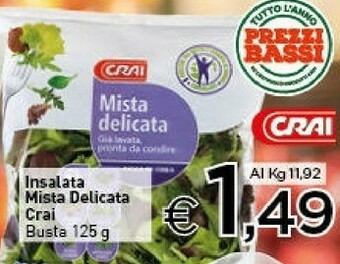 TUTTO L'ANNO
PREZZI
BASSI
CRAI
Mista
delicata
Già lavata,
pronta da condire
CRAI
Insalata
Mista Delicata
Crai
Busta 125 g
Al Kg 11,92
€ 1,49